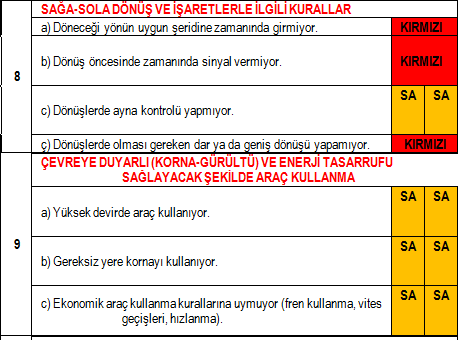 SAĞA-SOLA DÖNÜŞ VE İŞARETLERLE İLGİLİ KURALLAR
8
a) Döneceği yönün uygun şeridine zamanında girmiyor.
KIRMIZI
b) Dönüş öncesinde zamanında sinyal vermiyor.
KIRMIZI
c) Dönüşlerde ayna kontrolü yapmıyor.
SA SA
ç) Dönüşlerde olması gereken dar ya da geniş dönüşü yapamıyor.
KIRMIZI
ÇEVREYE DUYARLI (KORNA-GÜRÜLTÜ) VE ENERJİ TASARRUFU
SAĞLAYACAK ŞEKİLDE ARAÇ KULLANMA
9
a) Yüksek devirde araç kullanıyor.
SA SA
b) Gereksiz yere kornayı kullanıyor.
SA SA
c) Ekonomik araç kullanma kurallarına uymuyor (fren kullanma, vites
geçişleri, hızlanma).
SA SA